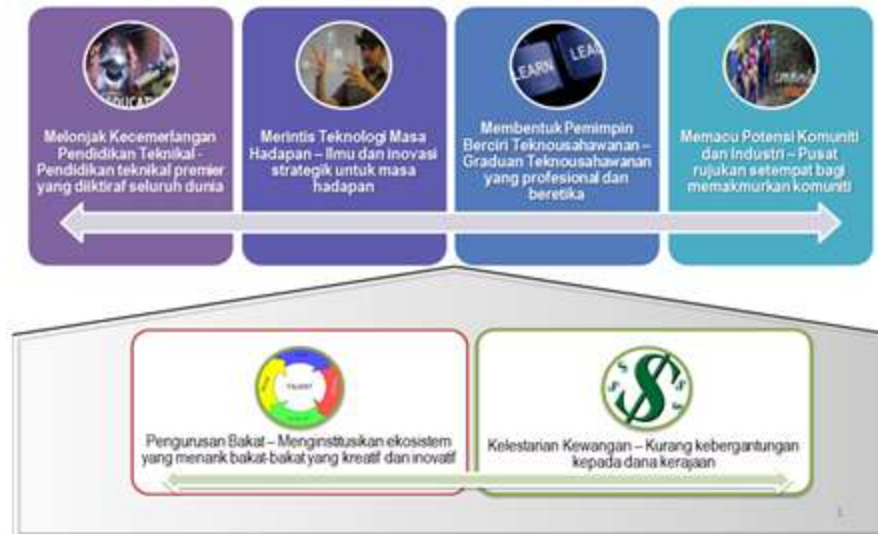 EDUCAT
Melonjak Kecemerlangan
Pendidikan Teknikal -
Pendidikan teknikal premier
yang diiktiraf seluruh dunia
Merintis Teknologi Masa
Hadapan – Ilmu dan inovasi
strategik untuk masa
hadapan
LEARN
LEAD
Membentuk Pemimpin
Berciri Teknousahawanan –
Graduan Teknousahawanan
yang profesional dan
beretika
Memacu Potensi Komuniti
dan Industri – Pusat
rujukan setempat bagi
memakmurkan komuniti
TALENT
Pengurusan Bakat – Menginstitusikan ekosistem
yang menarik bakat-bakat yang kreatif dan inovatif
$
Kelestarian Kewangan – Kurang kebergantungan
kepada dana kerajaan